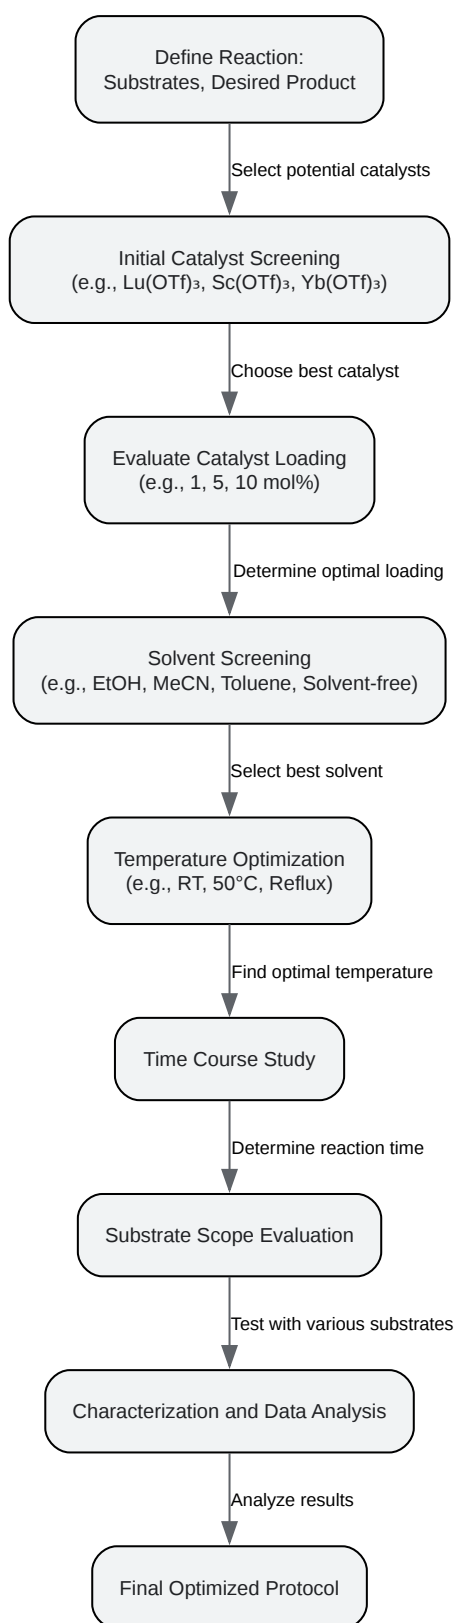 Define Reaction:
Substrates, Desired Product
Select potential catalysts
Initial Catalyst Screening
(e.g., Lu(OTf)₃, Sc(OTf)₃, Yb(OTf)₃)
Choose best catalyst
Evaluate Catalyst Loading
(e.g., 1, 5, 10 mol%)
Determine optimal loading
Solvent Screening
(e.g., EtOH, MeCN, Toluene, Solvent-free)
Select best solvent
Temperature Optimization
(e.g., RT, 50°C, Reflux)
Find optimal temperature
Time Course Study
Determine reaction time
Substrate Scope Evaluation
Test with various substrates
Characterization and Data Analysis
Analyze results
Final Optimized Protocol